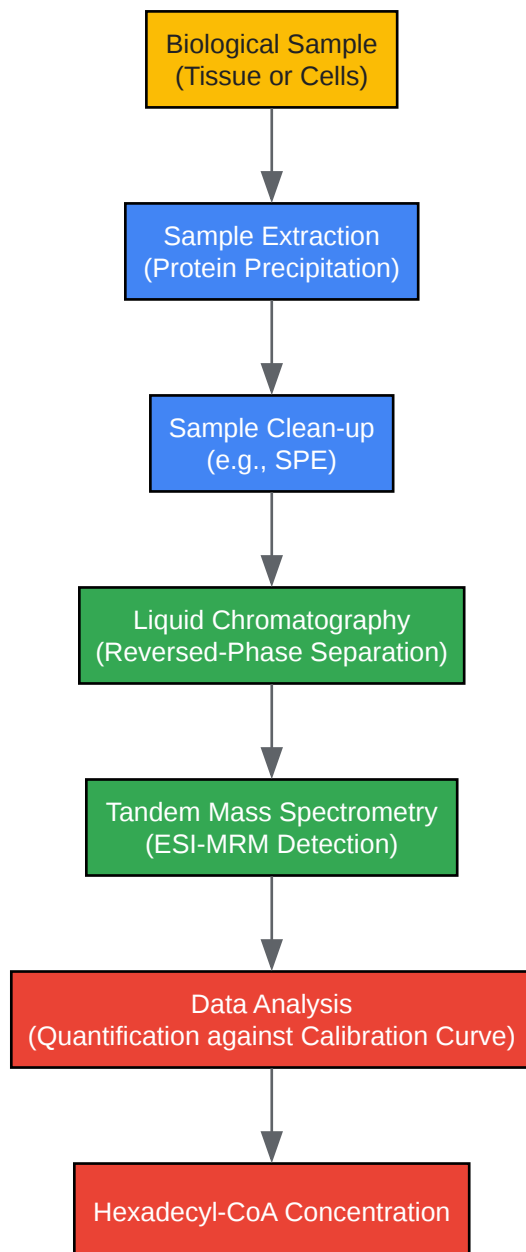 Biological Sample
(Tissue or Cells)
Sample Extraction
(Protein Precipitation)
Sample Clean-up
(e.g., SPE)
Liquid Chromatography
(Reversed-Phase Separation)
Tandem Mass Spectrometry
(ESI-MRM Detection)
Data Analysis
(Quantification against Calibration Curve)
Hexadecyl-CoA Concentration